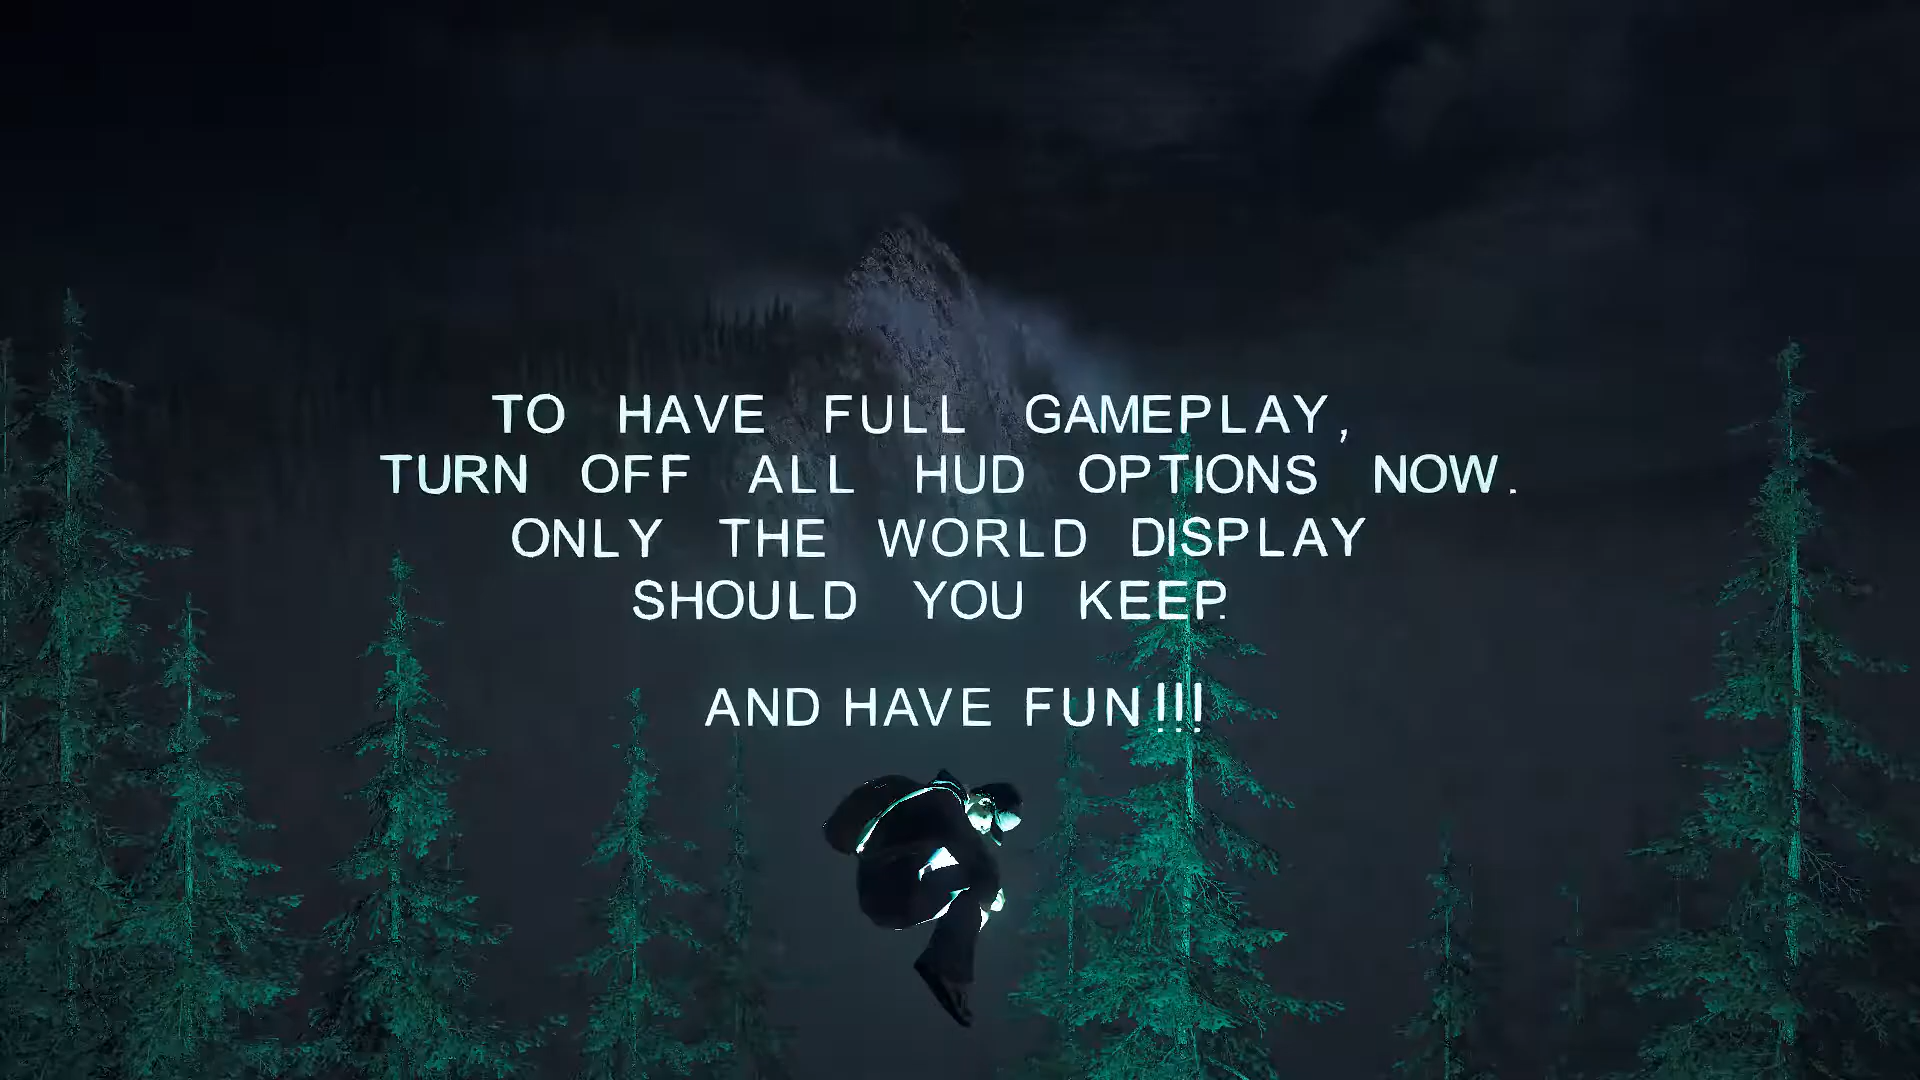 TO HAVE FULL GAMEPLAY,
TURN OFF ALL HUD OPTIONS NOW.
ONLY THE WORLD DISPLAY
SHOULD YOU KEEP.
AND HAVE FUN!!!